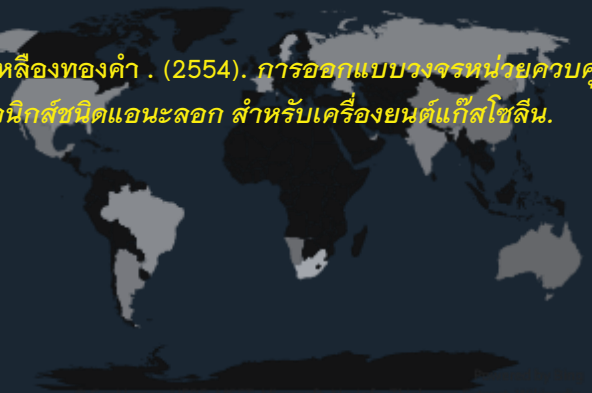 หลืองทองคำ . (2554). การออกแบบวงจรหน่วยควบคุ
นิกส์ชนิดแอนะลอก สำหรับเครื่องยนต์แก๊สโซลีน.